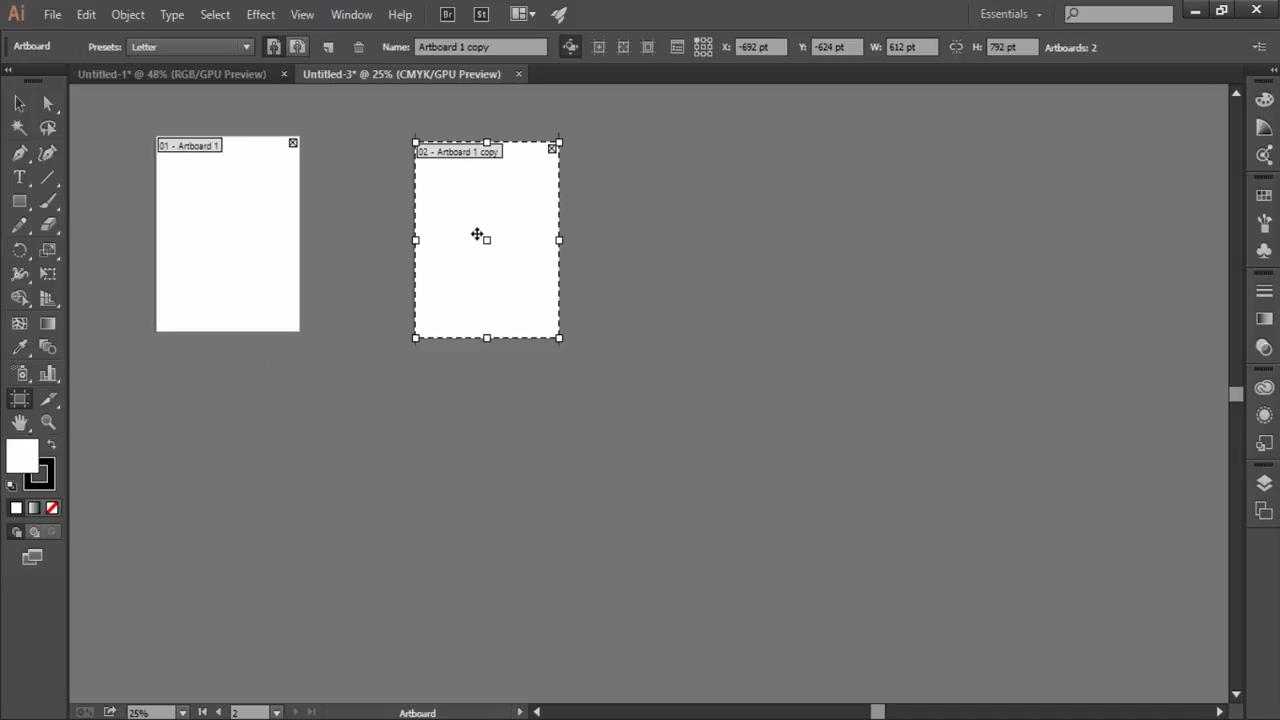 Ai File Edit Object Type Select Effect View Window Help Br St Essentials
Artboard Presets: Letter Name: Artboard 1 copy X: -692 pt Y: -624 pt W: 612 pt H: 792 pt Artboards: 2
Untitled-1* @ 48% (RGB/GPU Preview) × Untitled-3* @ 25% (CMYK/GPU Preview) ×
01 - Artboard 1
02 - Artboard 1 copy
25% 2 Artboard